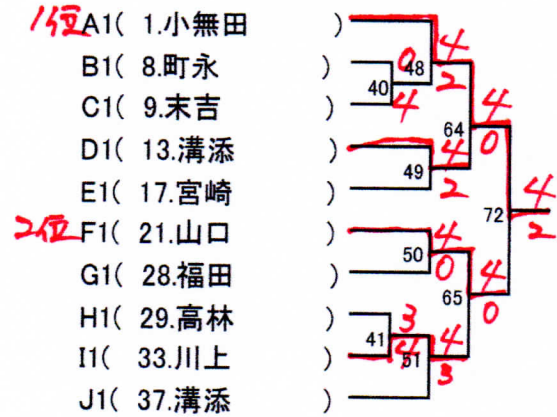 1位 A1( 1.小無田 )
B1( 8.町永 )
C1( 9.末吉 )
D1( 13.溝添 )
E1( 17.宮崎 )
2位 F1( 21.山口 )
G1( 28.福田 )
H1( 29.高林 )
I1( 33.川上 )
J1( 37.溝添 )
48 4 2
40 0 4
49 4 2
64 4 0
50 4 0
41 3 4
51 4 3
65 4 0
72 4 2